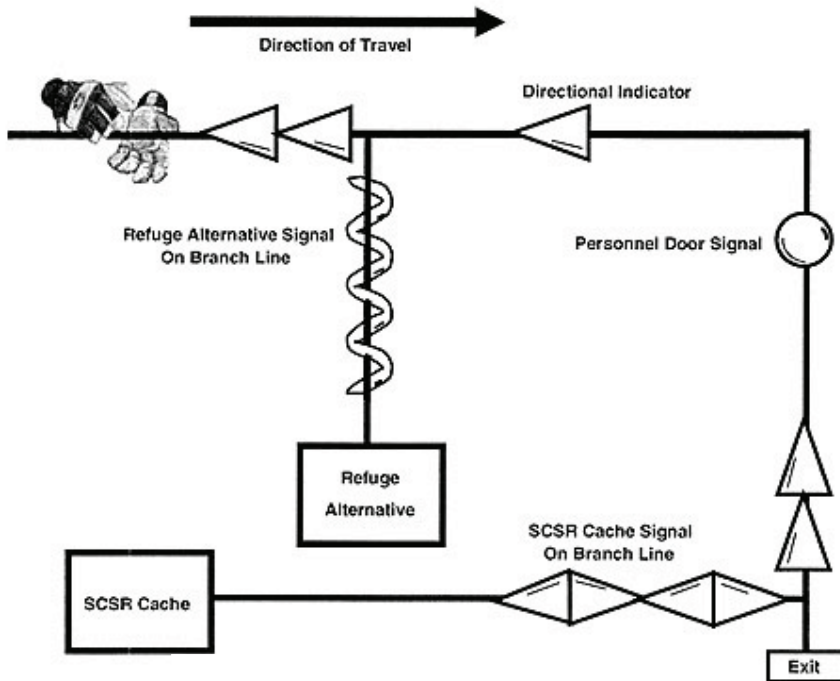 Direction of Travel
Directional Indicator
Refuge Alternative Signal
On Branch Line
Personnel Door Signal
Refuge
Alternative
SCSR Cache Signal
On Branch Line
SCSR Cache
Exit